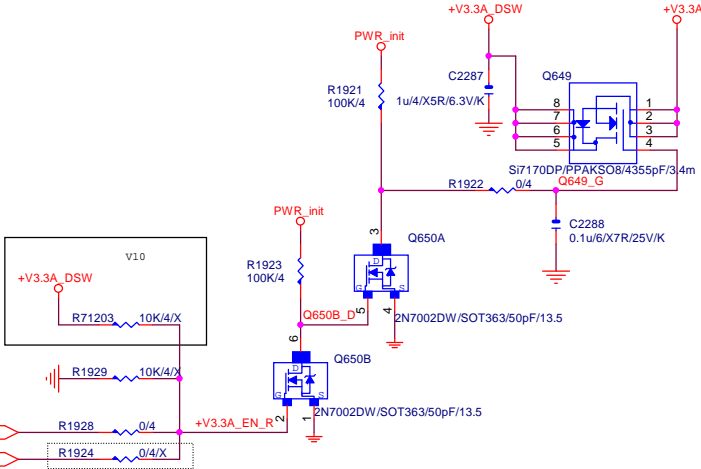 +V3.3A_DSW
+V3.3A
PWR_init
C2287
Q649
R1921
100K/4
1u/4/X5R/6.3V/K
8
7
6
5
1
2
3
4
Si7170DP/PPAKSO8/4355pF/3.4m
R1922
0/4
Q649_G
PWR_init
3
Q650A
C2288
0.1u/6/X7R/25V/K
V10
R1923
100K/4
D
G
S
+V3.3A_DSW
5
4
Q650B_D
2N7002DW/SOT363/50pF/13.5
R71203
10K/4/X
6
Q650B
R1929
10K/4/X
D
G
S
2
1
2N7002DW/SOT363/50pF/13.5
R1928
0/4
+V3.3A_EN_R
R1924
0/4/X